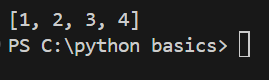 [1, 2, 3, 4]
PS C:\python basics>